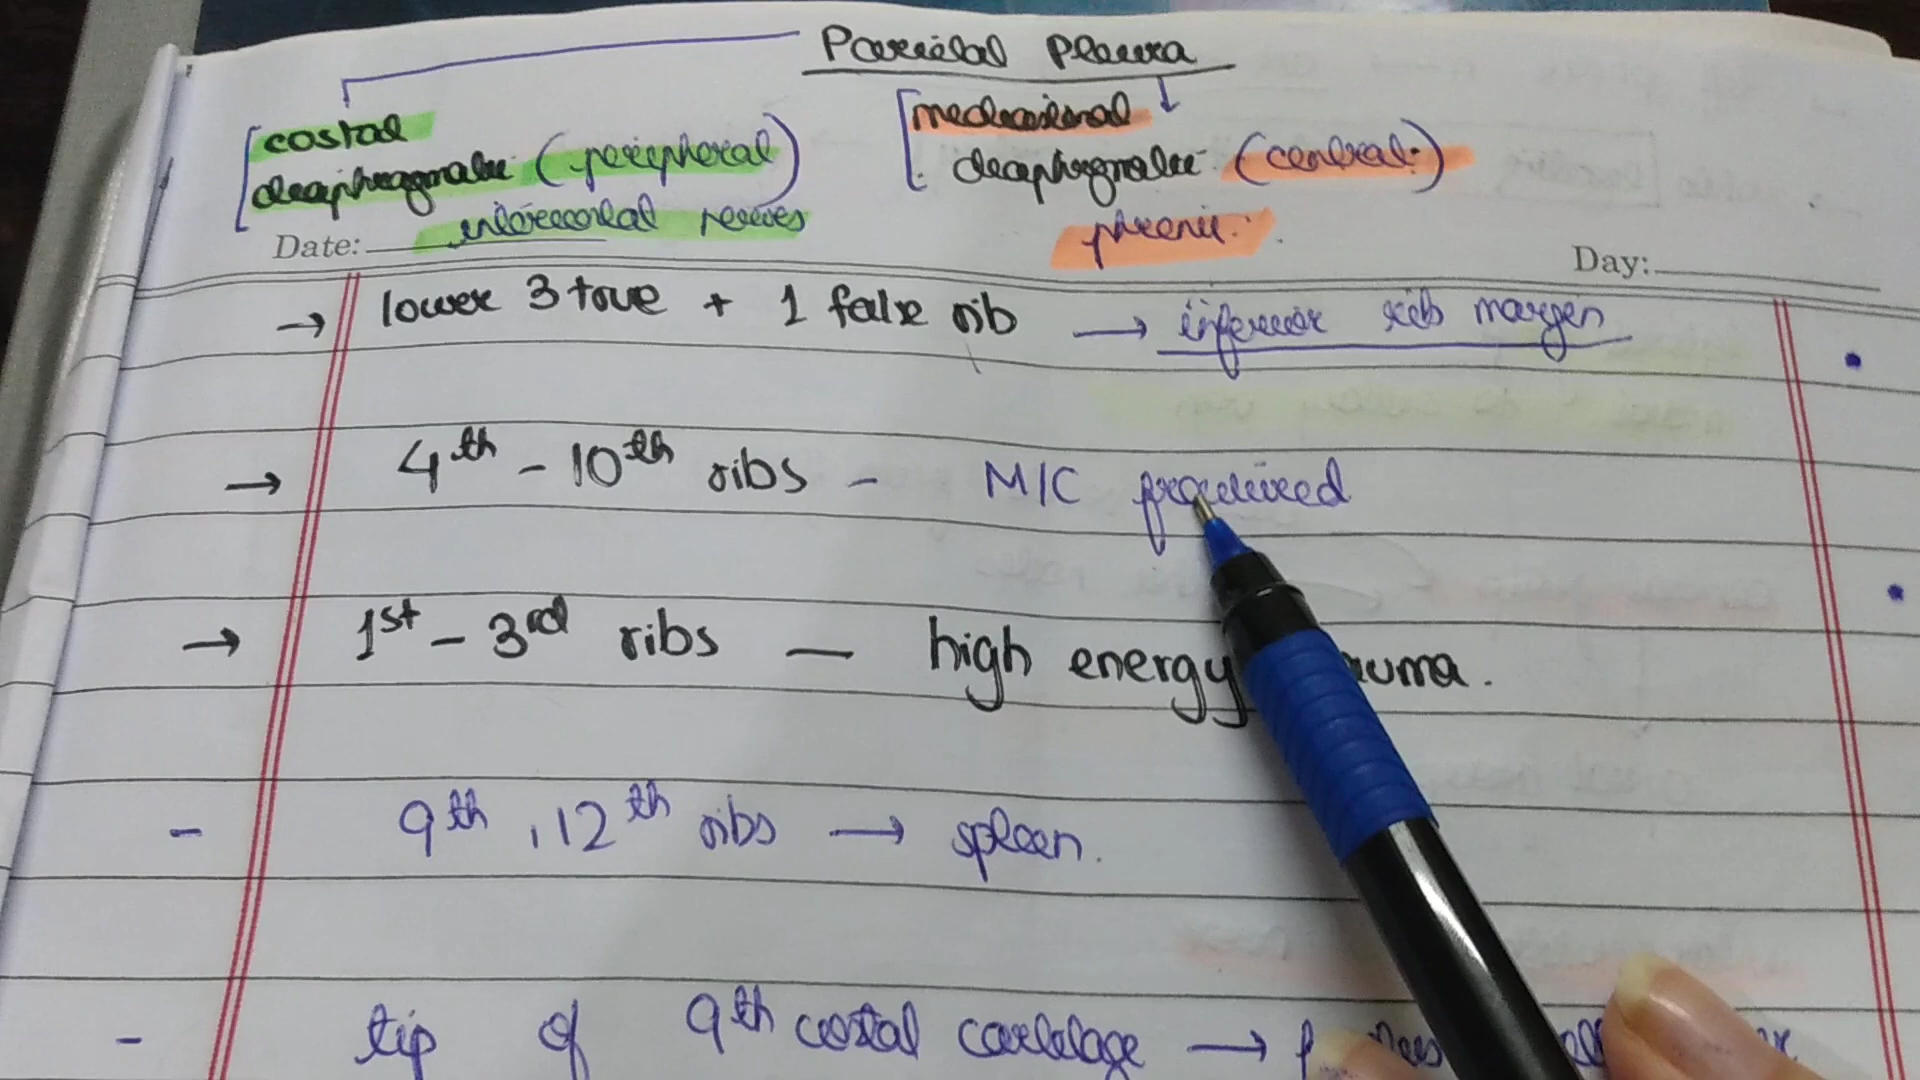 Parietal Pleura
costal
diaphragmatic (peripheral)
intercostal nerves
mediastinal
diaphragmatic (central)
phrenic
Date:
Day:
→ lower 3 true + 1 false rib → inferior rib margin
→ 4th - 10th ribs - M/C fractured
→ 1st - 3rd ribs - high energy
- 9th, 12th ribs → spleen.
- tip of 9th costal cartilage →